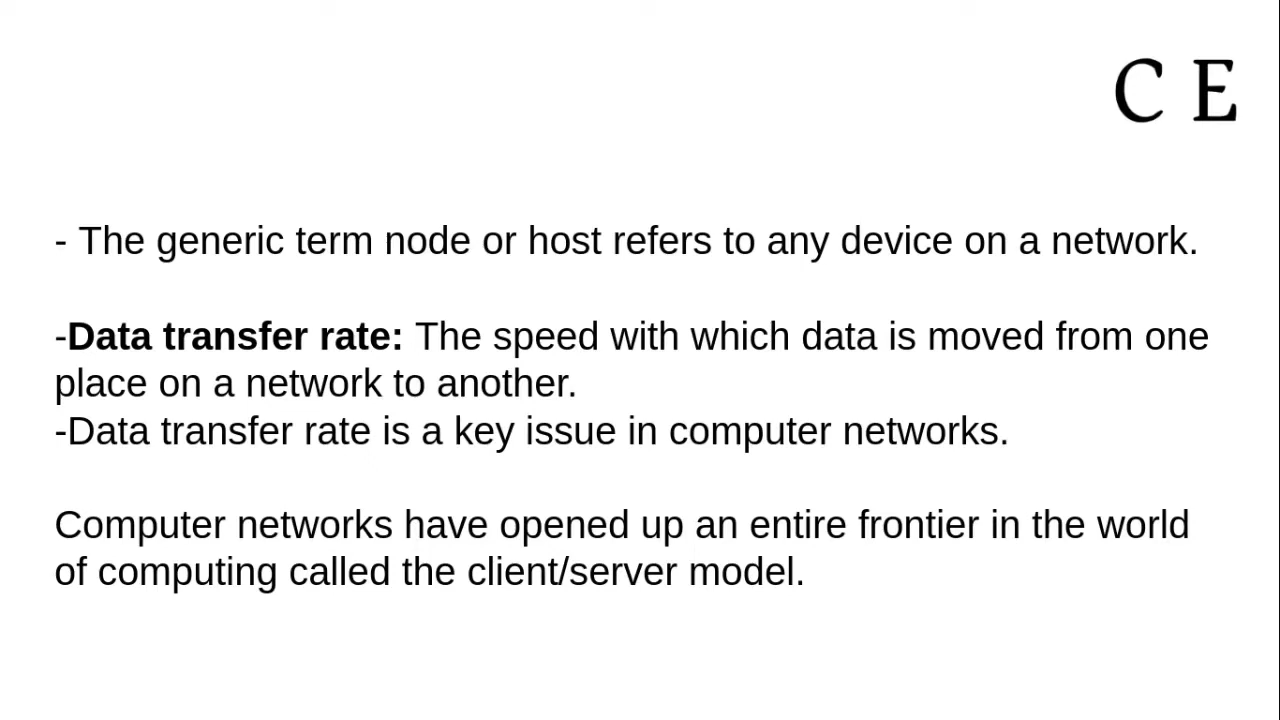 C E
- The generic term node or host refers to any device on a network.
-Data transfer rate: The speed with which data is moved from one
place on a network to another.
-Data transfer rate is a key issue in computer networks.
Computer networks have opened up an entire frontier in the world
of computing called the client/server model.